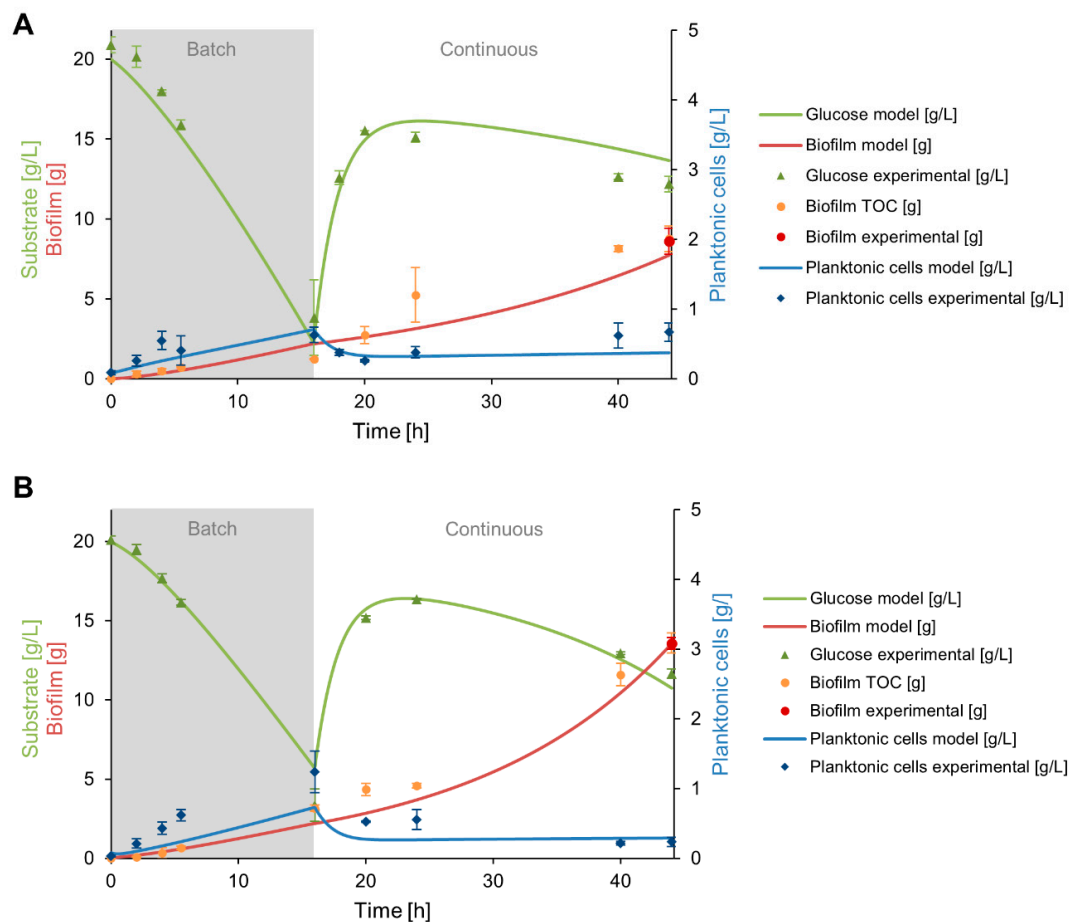 A
Batch
Continuous
Substrate [g/L]
Biofilm [g]
20
15
10
5
0
5
4
3
2
1
0
Planktonic cells [g/L]
0
10
20
30
40
Time [h]
Glucose model [g/L]
Biofilm model [g]
Glucose experimental [g/L]
Biofilm TOC [g]
Biofilm experimental [g]
Planktonic cells model [g/L]
Planktonic cells experimental [g/L]
B
Batch
Continuous
Substrate [g/L]
Biofilm [g]
20
15
10
5
0
5
4
3
2
1
0
Planktonic cells [g/]
0
10
20
30
40
Time [h]
Glucose model [g/L]
Biofilm model [g]
Glucose experimental [g/L]
Biofilm TOC [g]
Biofilm experimental [g]
Planktonic cells model [g/L]
Planktonic cells experimental [g/L]